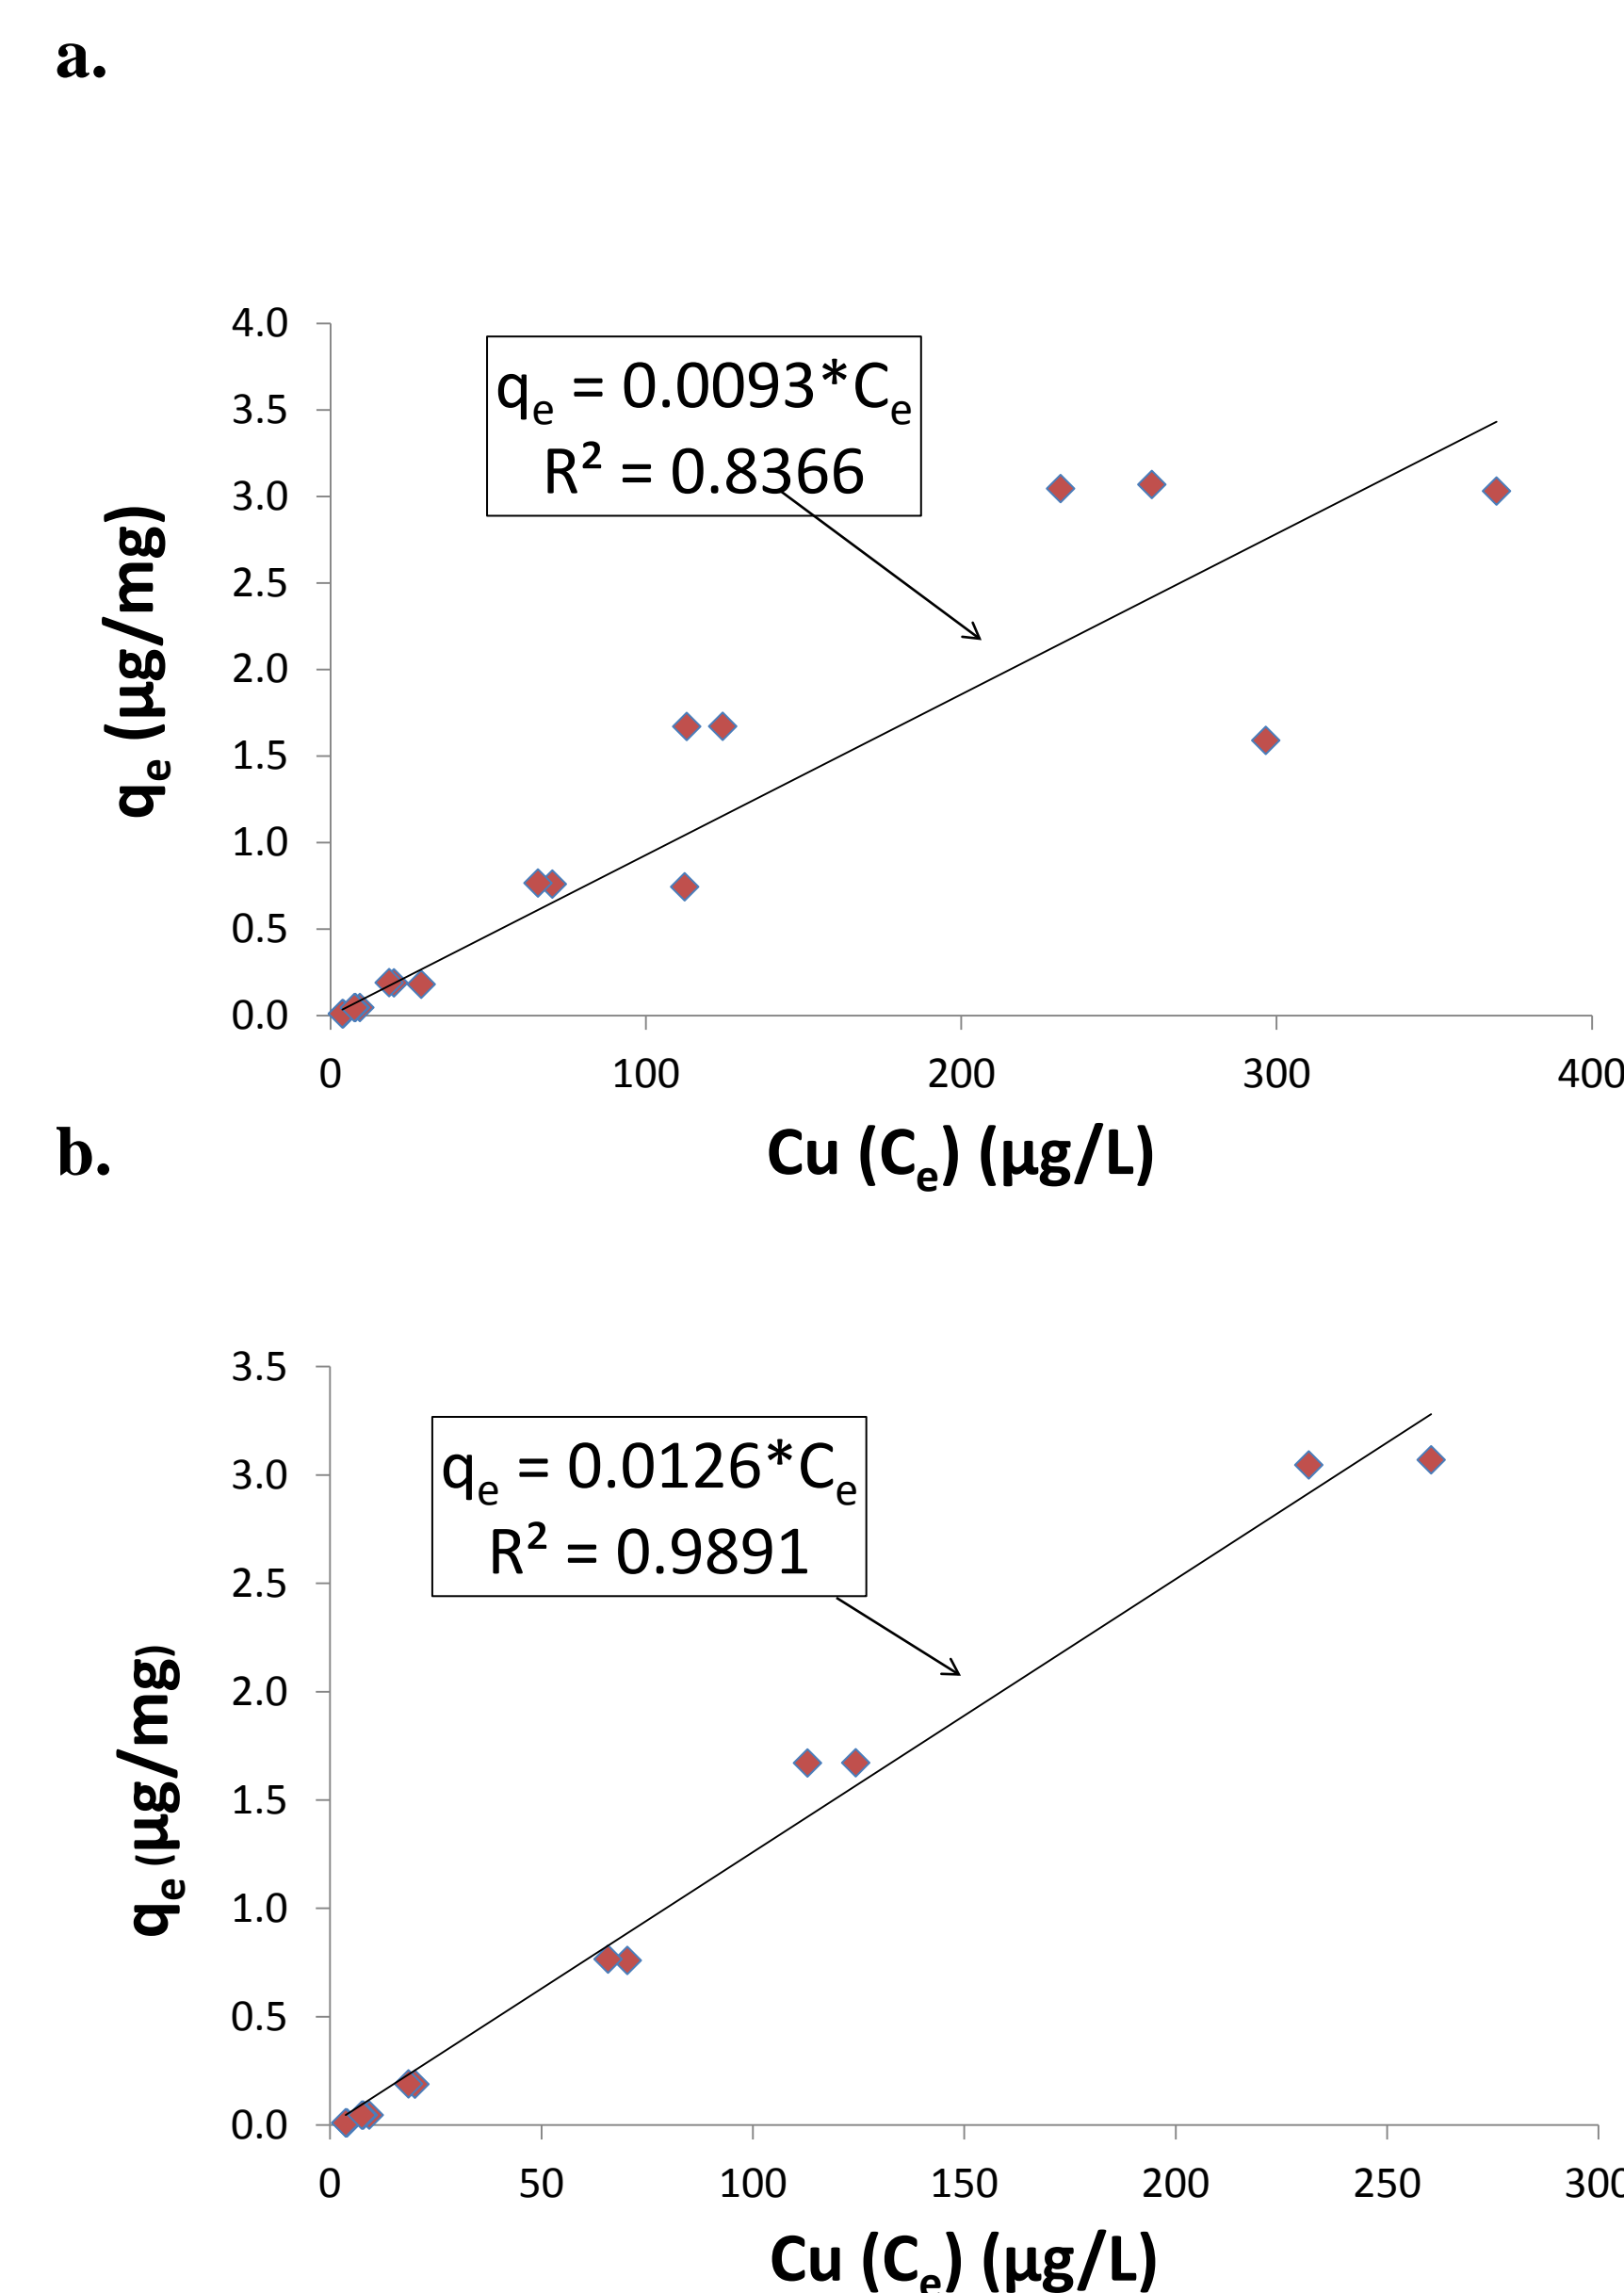 a.
4.0
3.5
3.0
2.5
2.0
1.5
1.0
0.5
0.0
qe (µg/mg)
qe = 0.0093*Ce
R² = 0.8366
0 100 200 300 400
Cu (Ce) (µg/L)
b.
3.5
3.0
2.5
2.0
1.5
1.0
0.5
0.0
qe (µg/mg)
qe = 0.0126*Ce
R² = 0.9891
0 50 100 150 200 250 300
Cu (Ce) (µg/L)